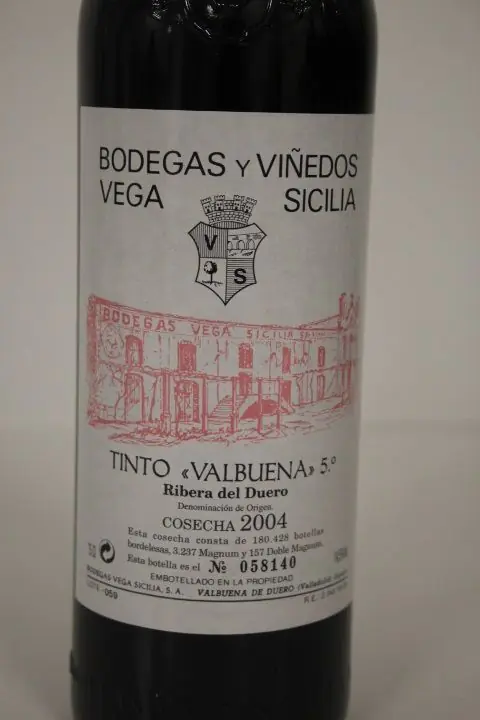 BODEGAS Y VIÑEDOS
VEGA SICILIA
V
S
BODEGAS VEGA SICILIA
TINTO «VALBUENA» 5.º
Ribera del Duero
Denominación de Origen.
COSECHA 2004
Esta cosecha consta de 180.428 botellas
bordelesas, 3.237 Magnum y 157 Doble Magnum.
Esta botella es el Nº 058140
EMBOTELLADO EN LA PROPIEDAD
BODEGAS VEGA SICILIA, S. A. VALBUENA DE DUERO (Valladolid)